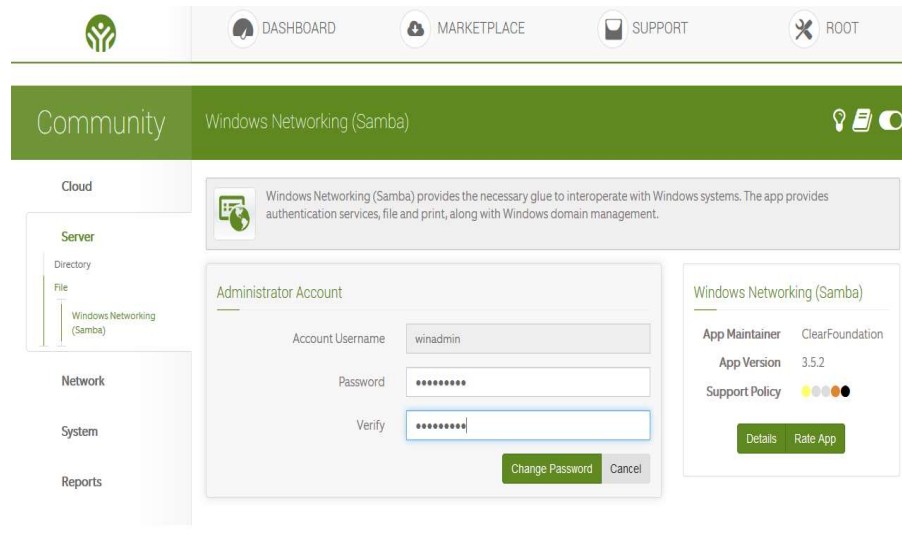 DASHBOARD
MARKETPLACE
SUPPORT
ROOT
Community
Windows Networking (Samba)
Cloud
Server
Directory
File
Windows Networking
(Samba)
Network
System
Reports
Windows Networking (Samba) provides the necessary glue to interoperate with Windows systems. The app provides
authentication services, file and print, along with Windows domain management.
Administrator Account
Account Username winadmin
Password •••••••••
Verify •••••••••
Change Password Cancel
Windows Networking (Samba)
App Maintainer ClearFoundation
App Version 3.5.2
Support Policy
Details Rate App